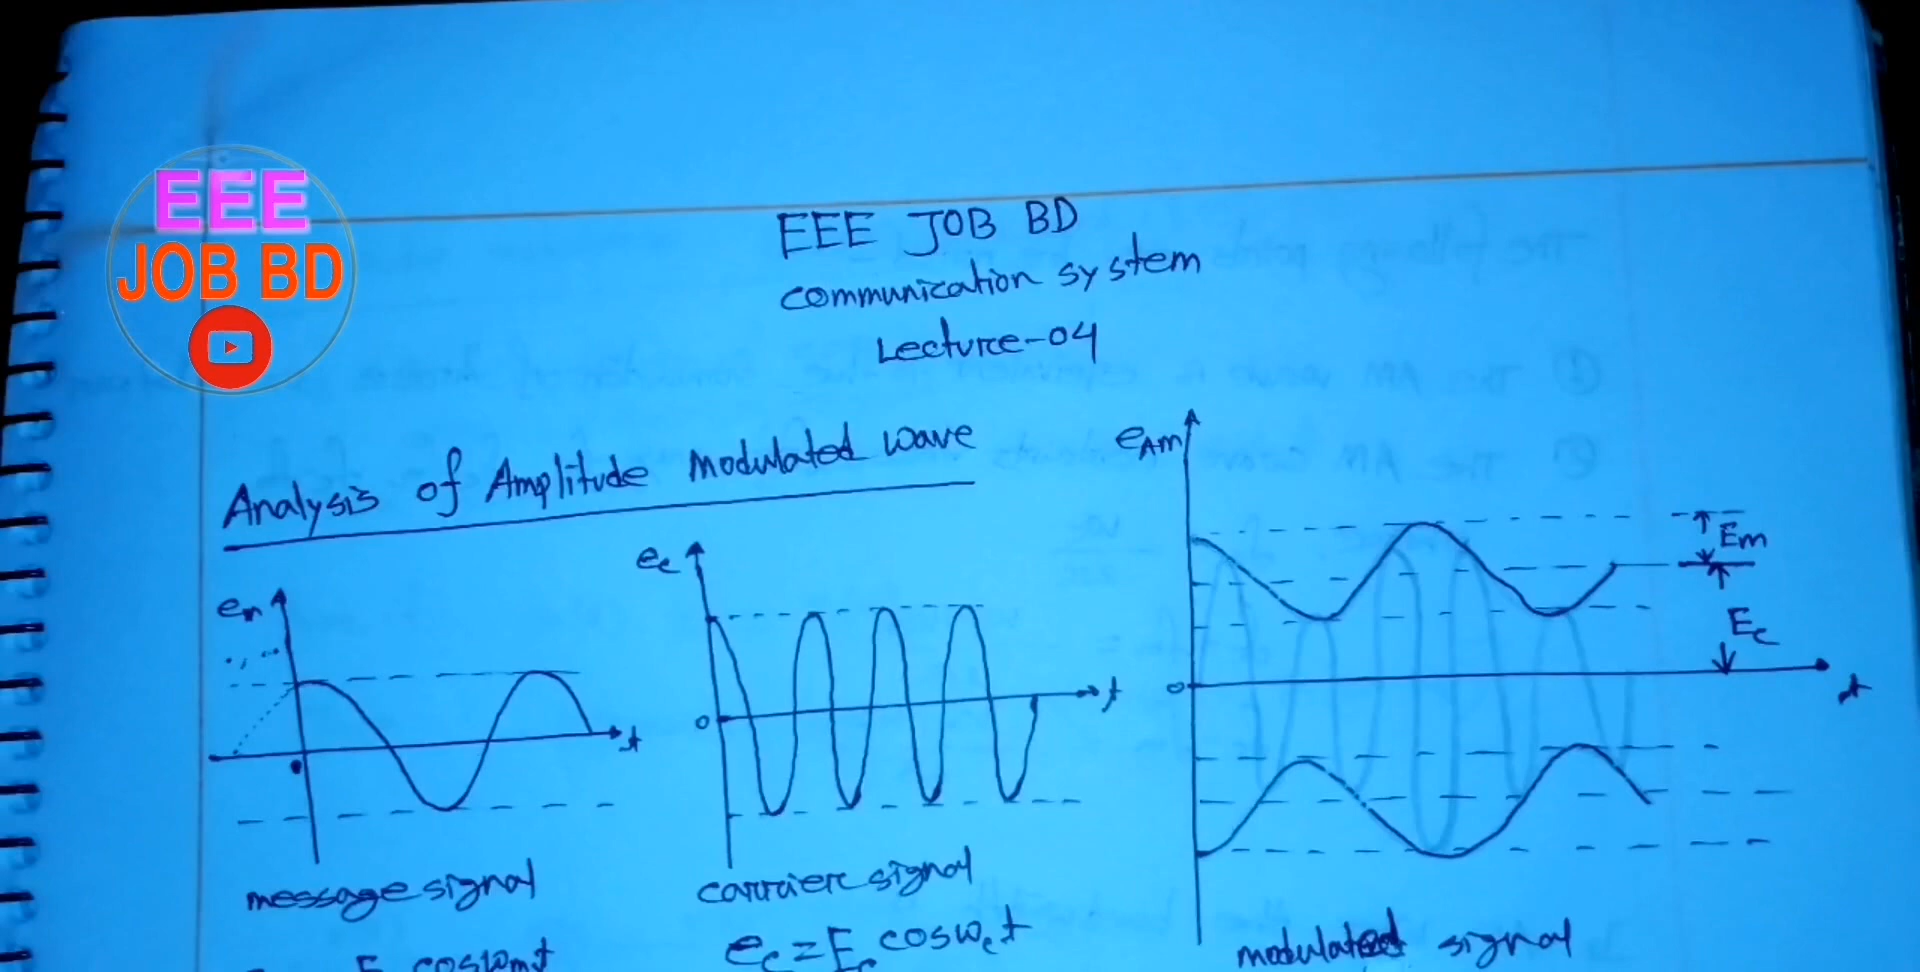 EEE
JOB BD
EEE JOB BD
communication system
Lecture-04
Analysis of Amplitude modulated wave
em
t
message signal
ec
0
t
carrier signal
ec = Ec cosωct
eAm
Em
Ec
0
t
modulated signal
cosωmt